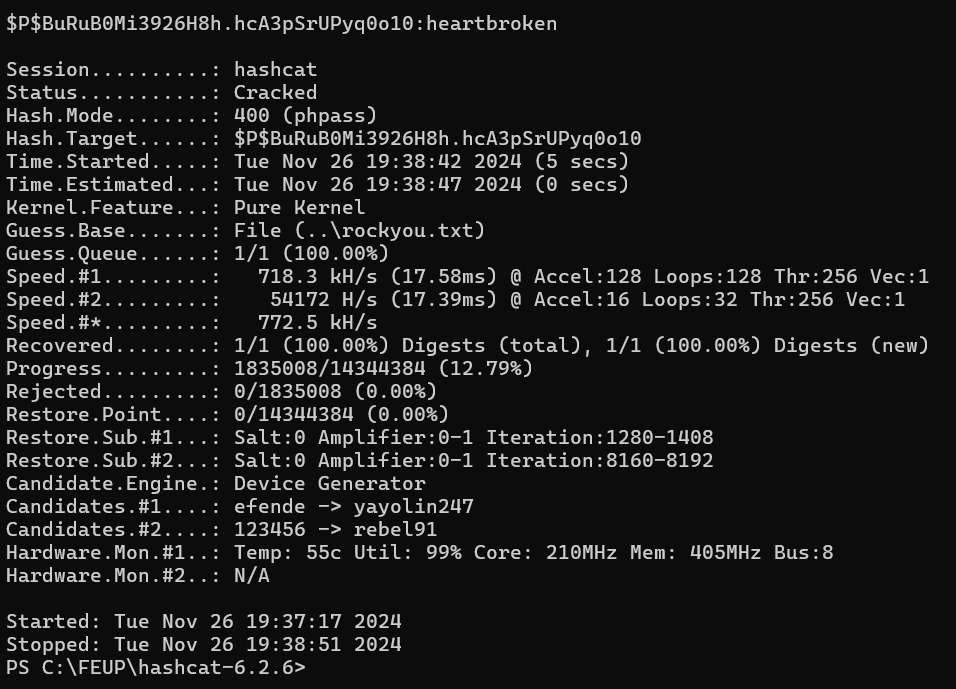 $P$BuRuB0Mi3926H8h.hcA3pSrUPyq0o10:heartbroken
Session..........: hashcat
Status...........: Cracked
Hash.Mode........: 400 (phpass)
Hash.Target......: $P$BuRuB0Mi3926H8h.hcA3pSrUPyq0o10
Time.Started.....: Tue Nov 26 19:38:42 2024 (5 secs)
Time.Estimated...: Tue Nov 26 19:38:47 2024 (0 secs)
Kernel.Feature...: Pure Kernel
Guess.Base.......: File (..\rockyou.txt)
Guess.Queue......: 1/1 (100.00%)
Speed.#1.........:   718.3 kH/s (17.58ms) @ Accel:128 Loops:128 Thr:256 Vec:1
Speed.#2.........:    54172 H/s (17.39ms) @ Accel:16 Loops:32 Thr:256 Vec:1
Speed.#*.........:   772.5 kH/s
Recovered........: 1/1 (100.00%) Digests (total), 1/1 (100.00%) Digests (new)
Progress.........: 1835008/14344384 (12.79%)
Rejected.........: 0/1835008 (0.00%)
Restore.Point....: 0/14344384 (0.00%)
Restore.Sub.#1...: Salt:0 Amplifier:0-1 Iteration:1280-1408
Restore.Sub.#2...: Salt:0 Amplifier:0-1 Iteration:8160-8192
Candidate.Engine.: Device Generator
Candidates.#1....: efende -> yayolin247
Candidates.#2....: 123456 -> rebel91
Hardware.Mon.#1..: Temp: 55c Util: 99% Core: 210MHz Mem: 405MHz Bus:8
Hardware.Mon.#2..: N/A
Started: Tue Nov 26 19:37:17 2024
Stopped: Tue Nov 26 19:38:51 2024
PS C:\FEUP\hashcat-6.2.6>